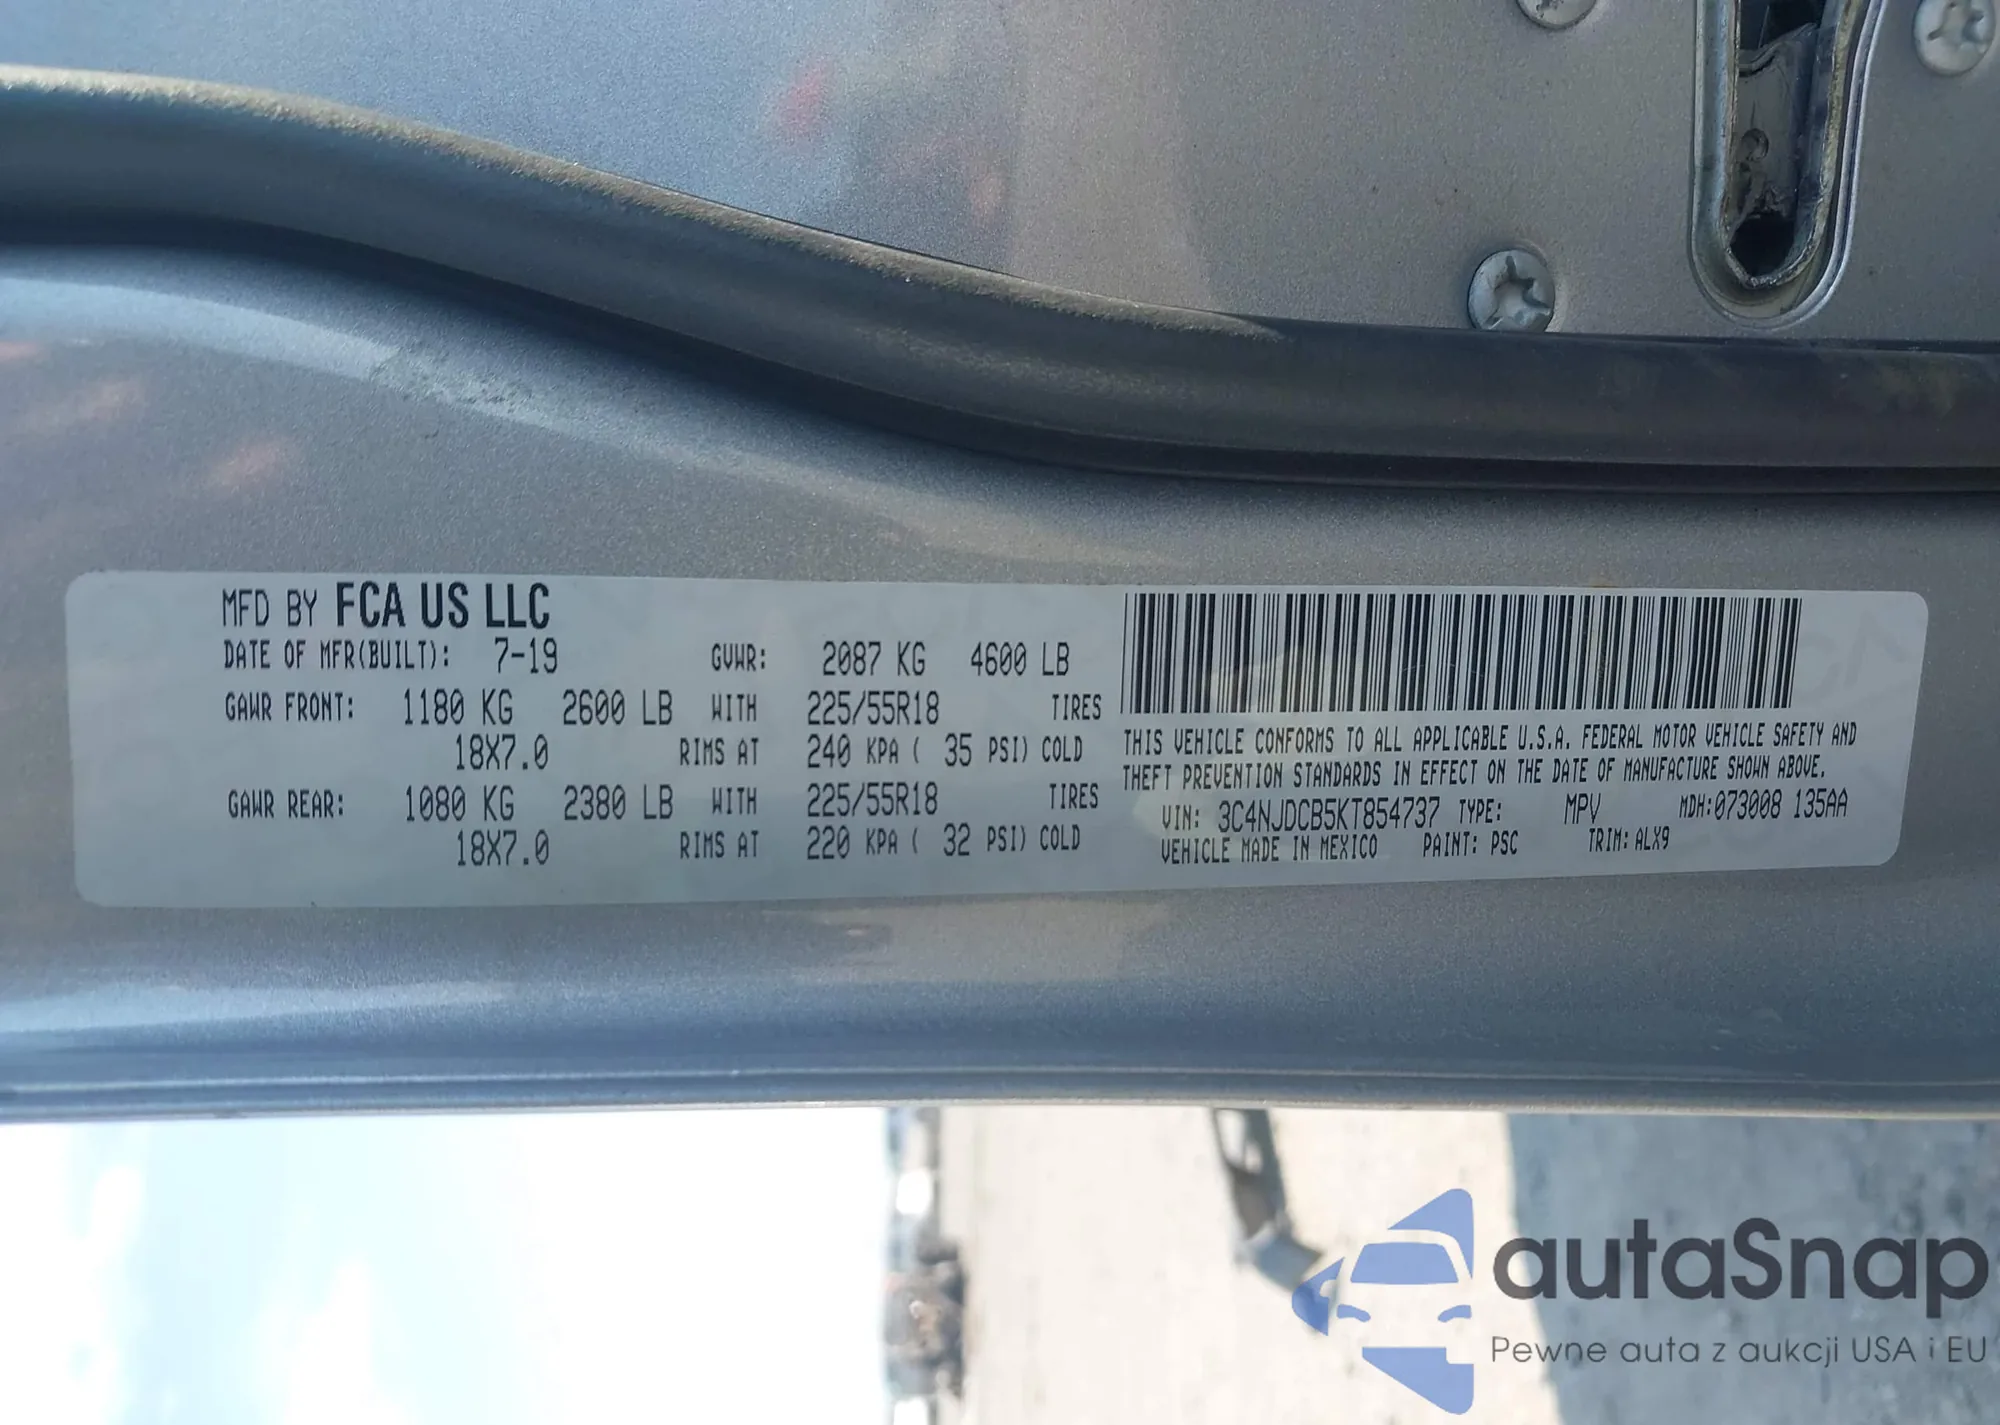 MFD BY FCA US LLC
DATE OF MFR(BUILT): 7-19 GVWR: 2087 KG 4600 LB
GAWR FRONT: 1180 KG 2600 LB WITH 225/55R18 TIRES
18X7.0 RIMS AT 240 KPA ( 35 PSI) COLD
GAWR REAR: 1080 KG 2380 LB WITH 225/55R18 TIRES
18X7.0 RIMS AT 220 KPA ( 32 PSI) COLD
THIS VEHICLE CONFORMS TO ALL APPLICABLE U.S.A. FEDERAL MOTOR VEHICLE SAFETY AND
THEFT PREVENTION STANDARDS IN EFFECT ON THE DATE OF MANUFACTURE SHOWN ABOVE.
VIN: 3C4NJDCB5KT854737 TYPE: MPV MDH:073008 135AA
VEHICLE MADE IN MEXICO PAINT: PSC TRIM: ALX9
autaSnap
Pewne auta z aukcji USA i EU